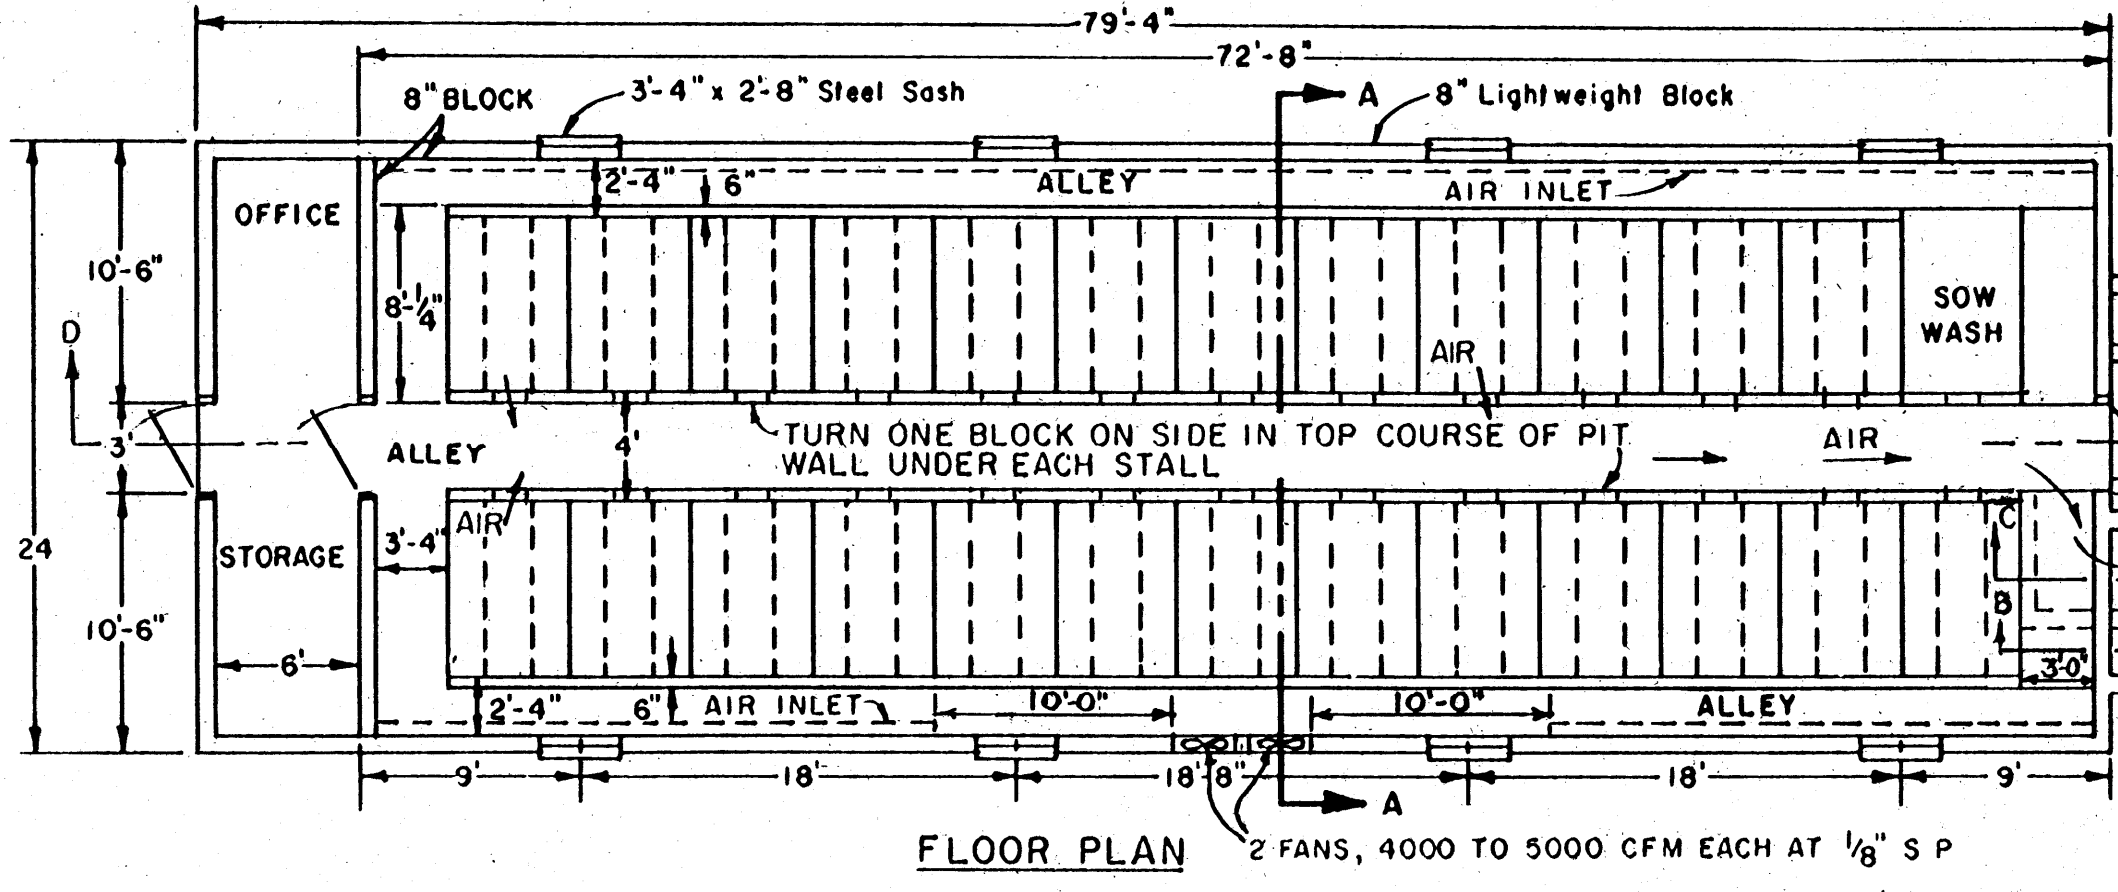 79'-4"
72'-8"
8" BLOCK
3'-4" x 2'-8" Steel Sash
A
8" Lightweight Block
2'-4"
6"
ALLEY
AIR INLET
OFFICE
10'-6"
8'-1/4"
SOW
WASH
D
AIR
3'
ALLEY
4'
TURN ONE BLOCK ON SIDE IN TOP COURSE OF PIT
WALL UNDER EACH STALL
AIR
24
STORAGE
3'-4"
AIR
C
B
10'-6"
6'
3'-0"
2'-4"
6"
AIR INLET
10'-0"
10'-0"
ALLEY
9'
18'
18'-8"
18'
9'
A
FLOOR PLAN
2 FANS, 4000 TO 5000 CFM EACH AT 1/8" S P